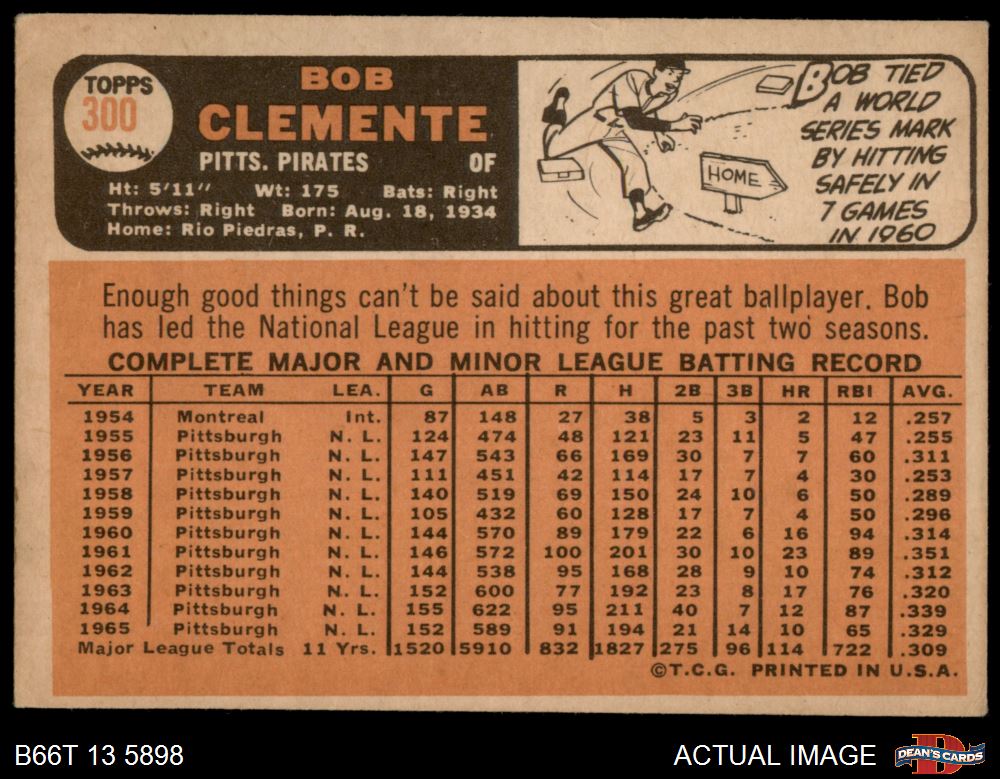 TOPPS
300
BOB
CLEMENTE
PITTS. PIRATES OF
Ht: 5'11" Wt: 175 Bats: Right
Throws: Right Born: Aug. 18, 1934
Home: Rio Piedras, P. R.
HOME
BOB TIED
A WORLD
SERIES MARK
BY HITTING
SAFELY IN
7 GAMES
IN 1960
Enough good things can't be said about this great ballplayer. Bob
has led the National League in hitting for the past two seasons.
COMPLETE MAJOR AND MINOR LEAGUE BATTING RECORD
YEAR TEAM LEA. G AB R H 2B 3B HR RBI AVG.
1954 Montreal Int. 87 148 27 38 5 3 2 12 .257
1955 Pittsburgh N. L. 124 474 48 121 23 11 5 47 .255
1956 Pittsburgh N. L. 147 543 66 169 30 7 7 60 .311
1957 Pittsburgh N. L. 111 451 42 114 17 7 4 30 .253
1958 Pittsburgh N. L. 140 519 69 150 24 10 6 50 .289
1959 Pittsburgh N. L. 105 432 60 128 17 7 4 50 .296
1960 Pittsburgh N. L. 144 570 89 179 22 6 16 94 .314
1961 Pittsburgh N. L. 146 572 100 201 30 10 23 89 .351
1962 Pittsburgh N. L. 144 538 95 168 28 9 10 74 .312
1963 Pittsburgh N. L. 152 600 77 192 23 8 17 76 .320
1964 Pittsburgh N. L. 155 622 95 211 40 7 12 87 .339
1965 Pittsburgh N. L. 152 589 91 194 21 14 10 65 .329
Major League Totals 11 Yrs. 1520 5910 832 1827 275 96 114 722 .309
©T.C.G. PRINTED IN U.S.A.
B66T 13 5898
ACTUAL IMAGE
D
DEAN'S CARDS